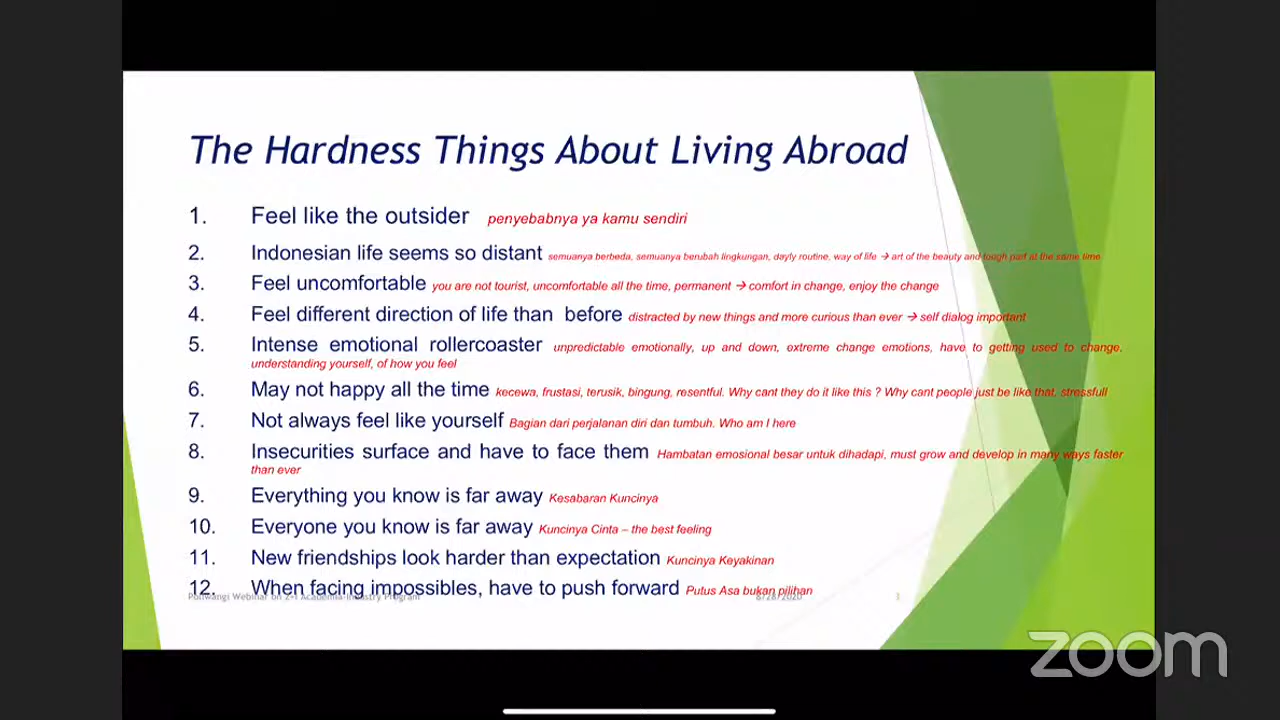 The Hardness Things About Living Abroad
1. Feel like the outsider penyebabnya ya kamu sendiri
2. Indonesian life seems so distant semuanya berbeda, semuanya berubah lingkungan, dayly routine, way of life → art of the beauty and tough part at the same time
3. Feel uncomfortable you are not tourist, uncomfortable all the time, permanent → comfort in change, enjoy the change
4. Feel different direction of life than before distracted by new things and more curious than ever → self dialog important
5. Intense emotional rollercoaster unpredictable emotionally, up and down, extreme change emotions, have to getting used to change,
understanding yourself, of how you feel
6. May not happy all the time kecewa, frustasi, terusik, bingung, resentful. Why cant they do it like this ? Why cant people just be like that, stressfull
7. Not always feel like yourself Bagian dari perjalanan diri dan tumbuh. Who am I here
8. Insecurities surface and have to face them Hambatan emosional besar untuk dihadapi, must grow and develop in many ways faster
than ever
9. Everything you know is far away Kesabaran Kuncinya
10. Everyone you know is far away Kuncinya Cinta – the best feeling
11. New friendships look harder than expectation Kuncinya Keyakinan
12. When facing impossibles, have to push forward Putus Asa bukan pilihan
Poliwangi Webinar on Academia-Industry Program 8/28/2020 3
zoom